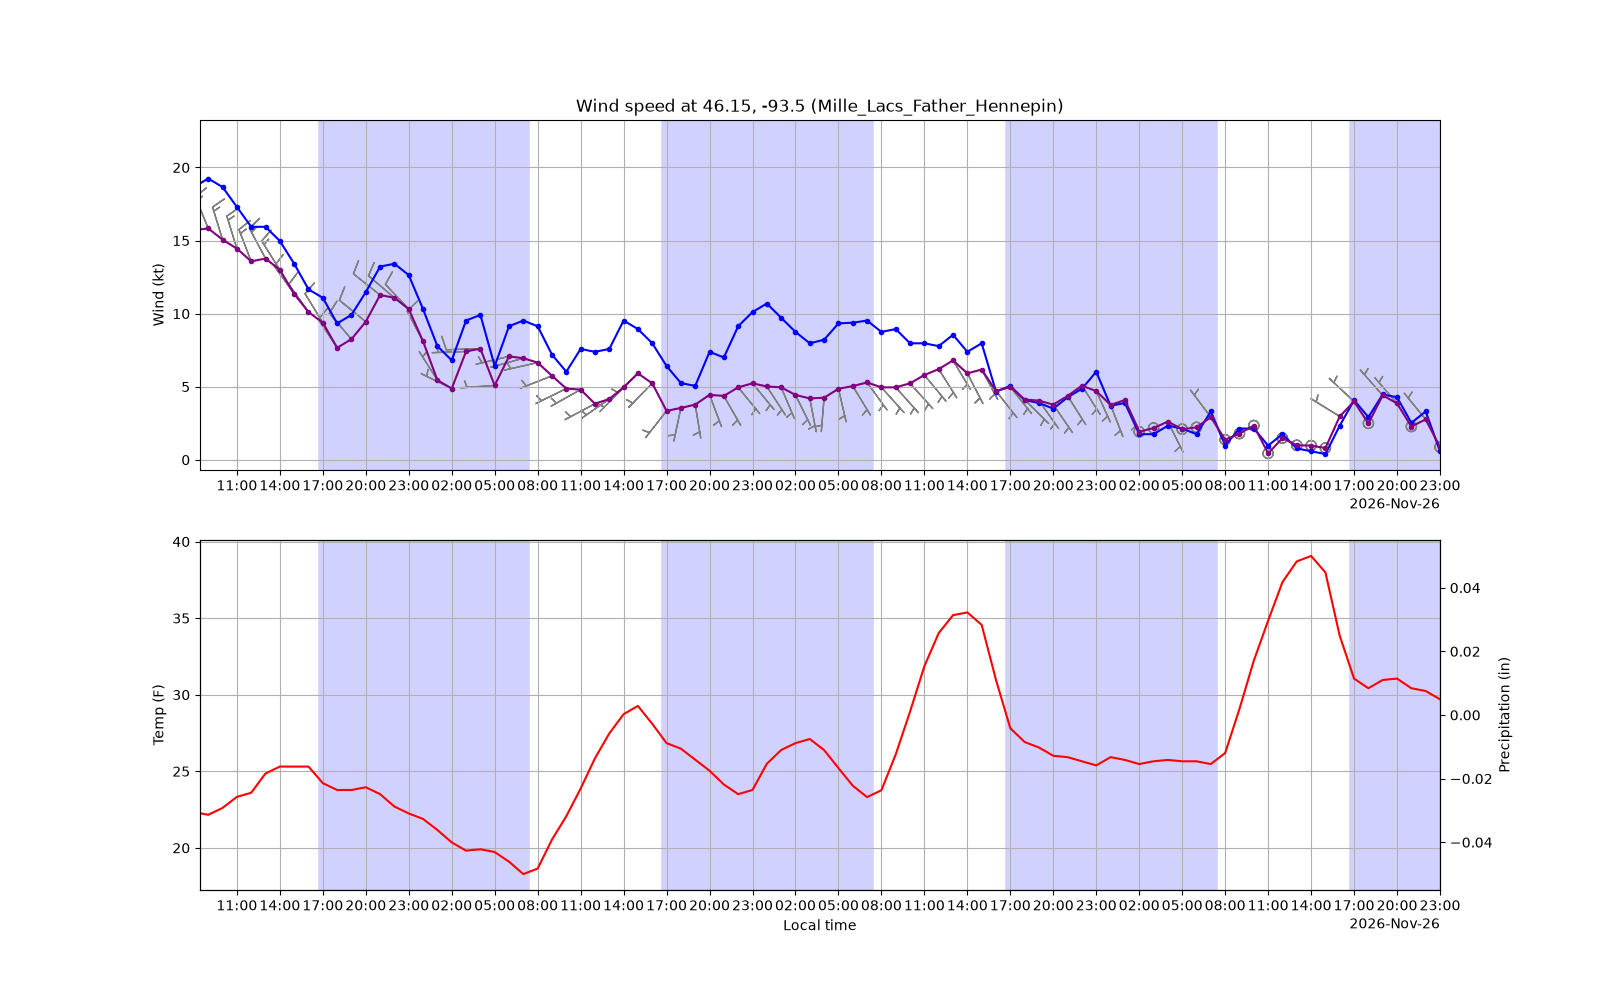 Wind speed at 46.15, -93.5 (Mille_Lacs_Father_Hennepin)
Wind (kt)
20
15
10
5
0
11:00 14:00 17:00 20:00 23:00 02:00 05:00 08:00 11:00 14:00 17:00 20:00 23:00 02:00 05:00 08:00 11:00 14:00 17:00 20:00 23:00 02:00 05:00 08:00 11:00 14:00 17:00 20:00 23:00
2026-Nov-26
Temp (F)
40
35
30
25
20
0.04
0.02
0.00
−0.02
−0.04
Precipitation (in)
11:00 14:00 17:00 20:00 23:00 02:00 05:00 08:00 11:00 14:00 17:00 20:00 23:00 02:00 05:00 08:00 11:00 14:00 17:00 20:00 23:00 02:00 05:00 08:00 11:00 14:00 17:00 20:00 23:00
Local time
2026-Nov-26